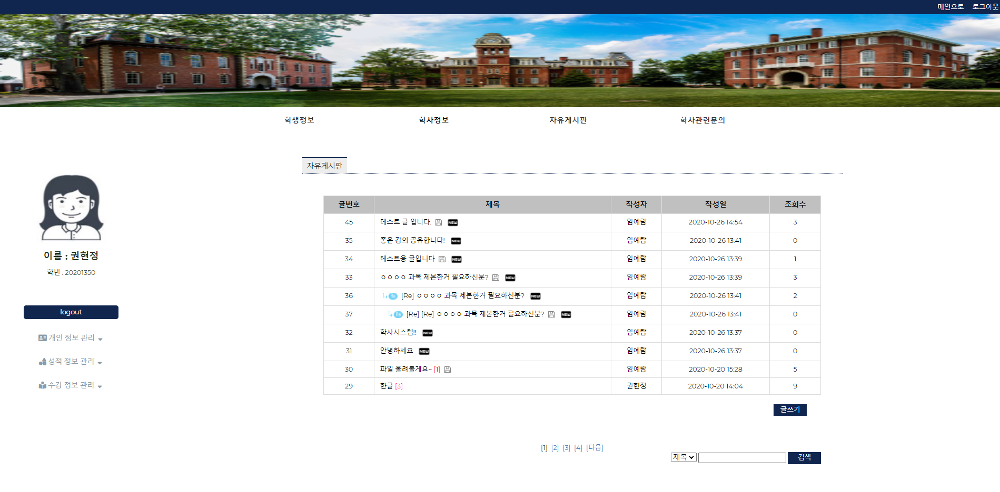 메인으로 로그아웃
학생정보 학사정보 자유게시판 학사관련문의
자유게시판
이름 : 권현정
학번 : 20201350
logout
개인 정보 관리
성적 정보 관리
수강 정보 관리
글번호 제목 작성자 작성일 조회수
45 테스트 글 입니다. NEW 임예람 2020-10-26 14:54 3
35 좋은 강의 공유합니다! NEW 임예람 2020-10-26 13:41 0
34 테스트용 글입니다 NEW 임예람 2020-10-26 13:39 1
33 ㅇㅇㅇㅇ 과목 제본한거 필요하신분? NEW 임예람 2020-10-26 13:39 3
36 Re [Re] ㅇㅇㅇㅇ 과목 제본한거 필요하신분? NEW 임예람 2020-10-26 13:41 2
37 Re [Re] [Re] ㅇㅇㅇㅇ 과목 제본한거 필요하신분? NEW 임예람 2020-10-26 13:41 0
32 학사시스템!! NEW 임예람 2020-10-26 13:37 0
31 안녕하세요 NEW 임예람 2020-10-26 13:37 0
30 파일 올려볼게요~ [1] 임예람 2020-10-20 15:28 5
29 한글 [3] 권현정 2020-10-20 14:04 9
글쓰기
[1] [2] [3] [4] [다음]
제목 검색